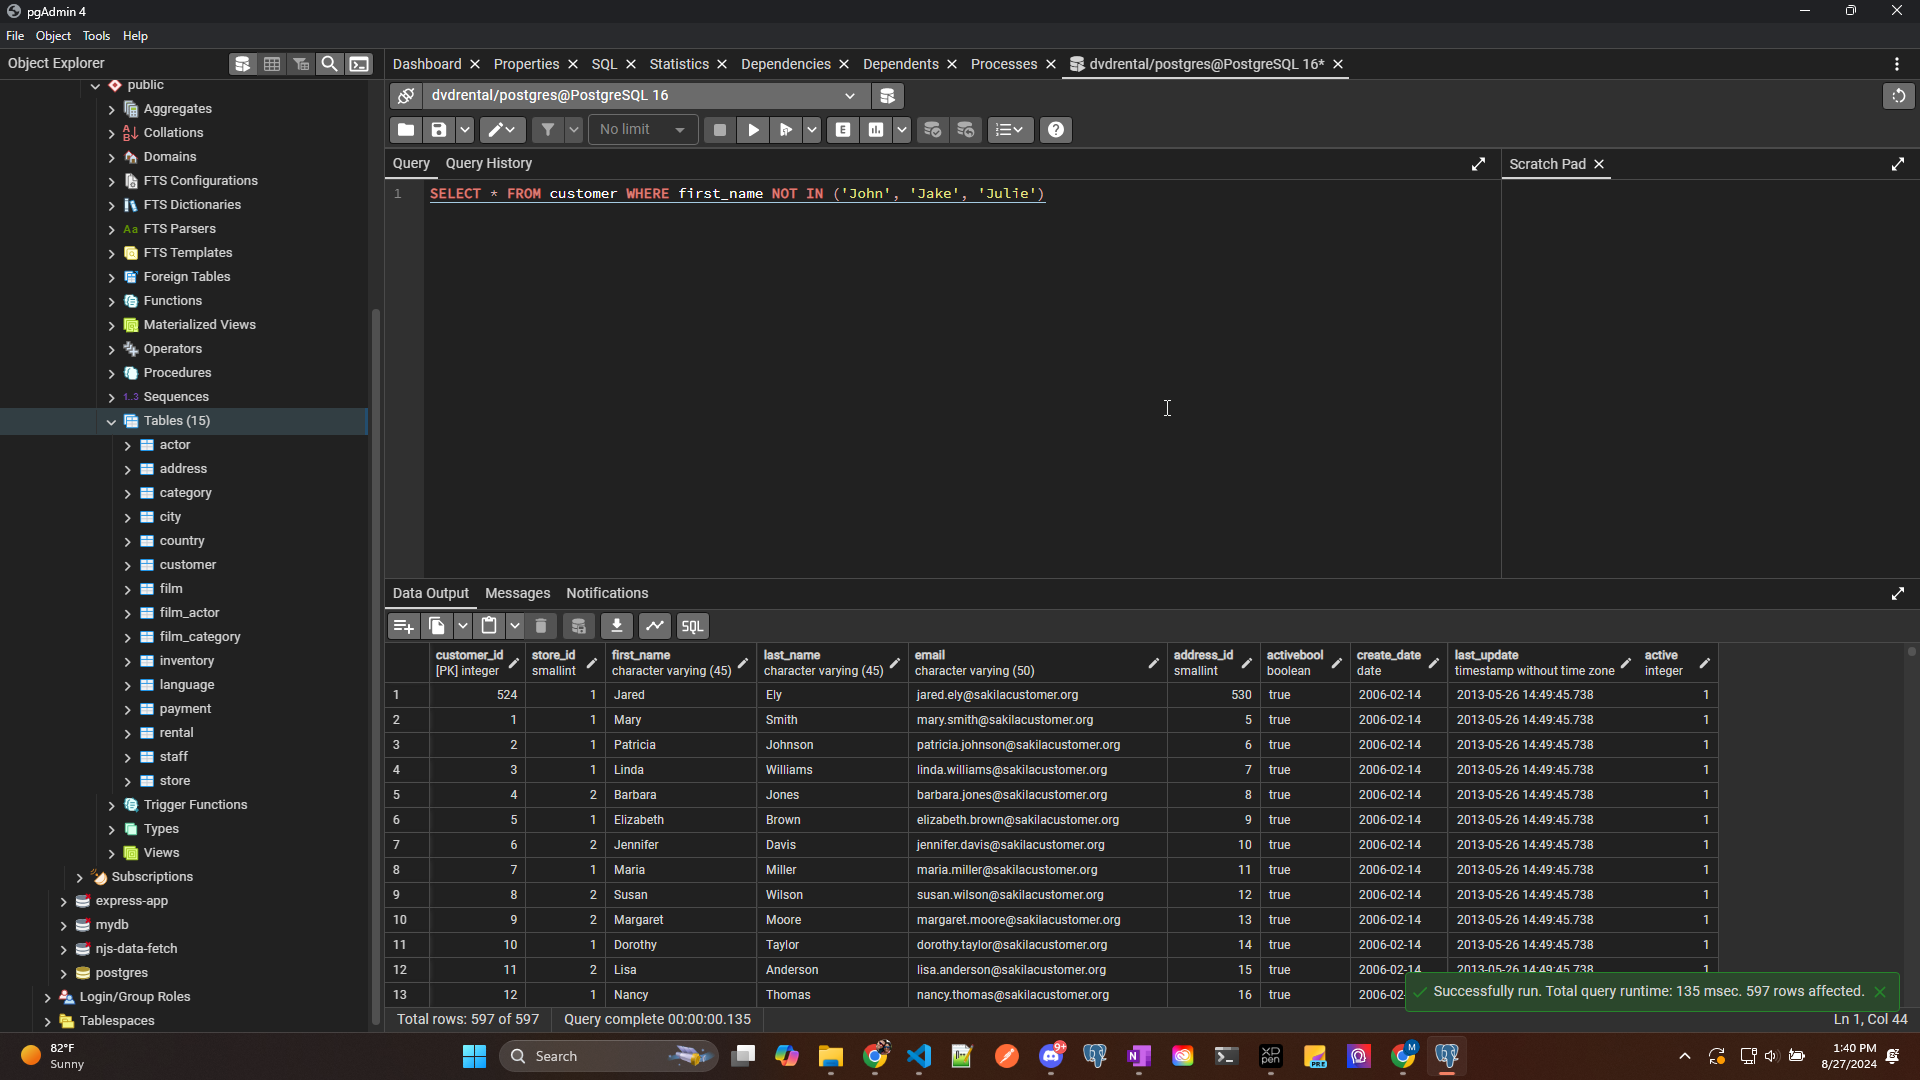 pgAdmin 4
File Object Tools Help
Object Explorer
Dashboard Properties SQL Statistics Dependencies Dependents Processes dvdrental/postgres@PostgreSQL 16*
public
Aggregates
Collations
Domains
FTS Configurations
FTS Dictionaries
Aa FTS Parsers
FTS Templates
Foreign Tables
Functions
Materialized Views
Operators
Procedures
1..3 Sequences
Tables (15)
actor
address
category
city
country
customer
film
film_actor
film_category
inventory
language
payment
rental
staff
store
Trigger Functions
Types
Views
Subscriptions
express-app
mydb
njs-data-fetch
postgres
Login/Group Roles
Tablespaces
dvdrental/postgres@PostgreSQL 16
No limit
E
Query Query History
Scratch Pad
1 SELECT * FROM customer WHERE first_name NOT IN ('John', 'Jake', 'Julie')
Data Output Messages Notifications
SQL
customer_id store_id first_name last_name email address_id activebool create_date last_update active
[PK] integer smallint character varying (45) character varying (45) character varying (50) smallint boolean date timestamp without time zone integer
1 524 1 Jared Ely jared.ely@sakilacustomer.org 530 true 2006-02-14 2013-05-26 14:49:45.738 1
2 1 1 Mary Smith mary.smith@sakilacustomer.org 5 true 2006-02-14 2013-05-26 14:49:45.738 1
3 2 1 Patricia Johnson patricia.johnson@sakilacustomer.org 6 true 2006-02-14 2013-05-26 14:49:45.738 1
4 3 1 Linda Williams linda.williams@sakilacustomer.org 7 true 2006-02-14 2013-05-26 14:49:45.738 1
5 4 2 Barbara Jones barbara.jones@sakilacustomer.org 8 true 2006-02-14 2013-05-26 14:49:45.738 1
6 5 1 Elizabeth Brown elizabeth.brown@sakilacustomer.org 9 true 2006-02-14 2013-05-26 14:49:45.738 1
7 6 2 Jennifer Davis jennifer.davis@sakilacustomer.org 10 true 2006-02-14 2013-05-26 14:49:45.738 1
8 7 1 Maria Miller maria.miller@sakilacustomer.org 11 true 2006-02-14 2013-05-26 14:49:45.738 1
9 8 2 Susan Wilson susan.wilson@sakilacustomer.org 12 true 2006-02-14 2013-05-26 14:49:45.738 1
10 9 2 Margaret Moore margaret.moore@sakilacustomer.org 13 true 2006-02-14 2013-05-26 14:49:45.738 1
11 10 1 Dorothy Taylor dorothy.taylor@sakilacustomer.org 14 true 2006-02-14 2013-05-26 14:49:45.738 1
12 11 2 Lisa Anderson lisa.anderson@sakilacustomer.org 15 true 2006-02-14 2013-05-26 14:49:45.738 1
13 12 1 Nancy Thomas nancy.thomas@sakilacustomer.org 16 true 2006-02
Successfully run. Total query runtime: 135 msec. 597 rows affected.
Total rows: 597 of 597 Query complete 00:00:00.135 Ln 1, Col 44
82°F
Sunny
Search
9+
XP
PEN
PRE
M
1:40 PM
8/27/2024